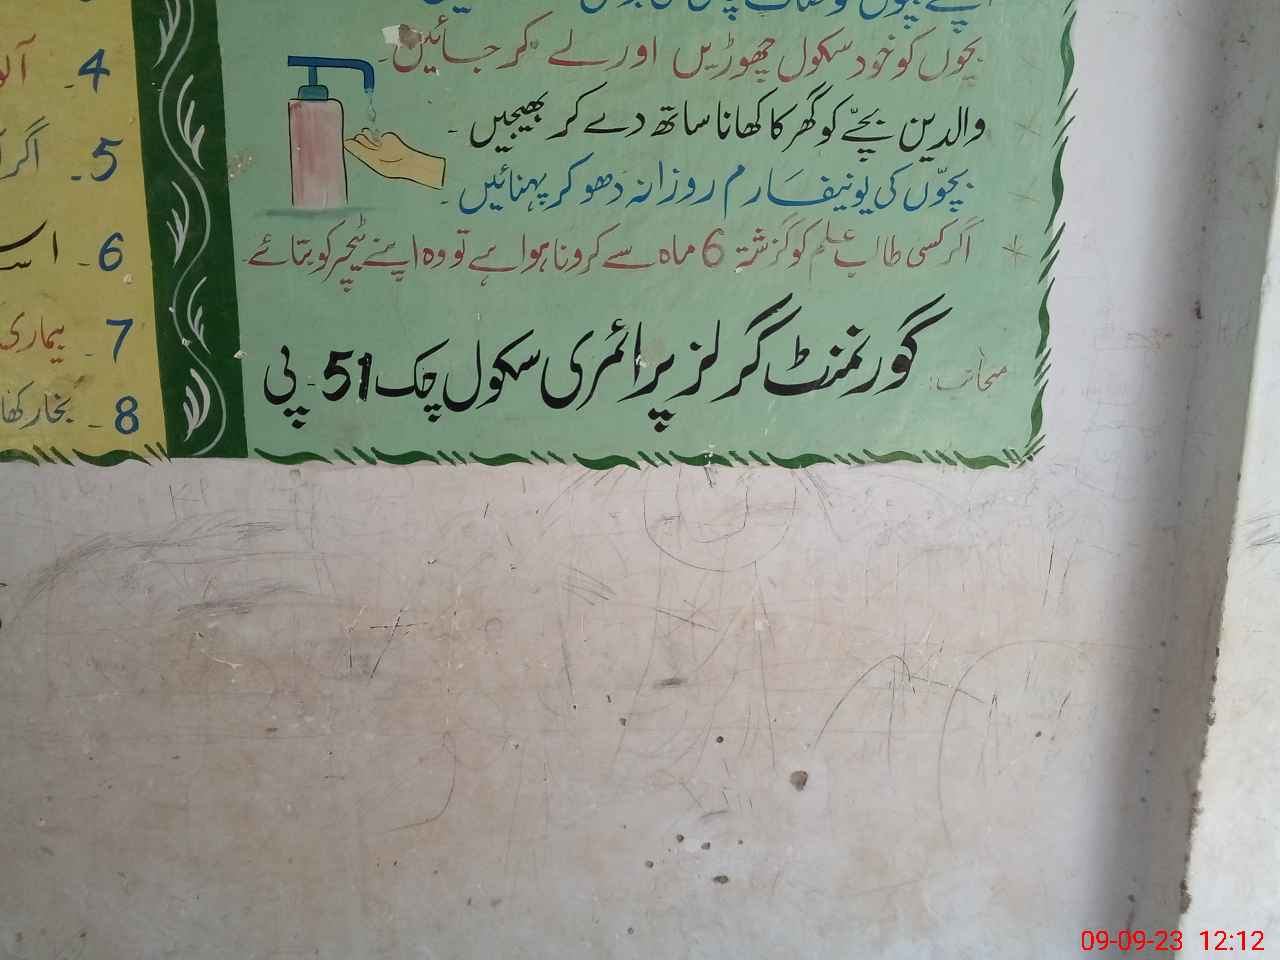 بچوں کو خود سکول چھوڑیں اور لے کر جائیں۔
والدین بچے کو گھر کا کھانا ساتھ دے کر بھیجیں۔
بچوں کی یونیفارم روزانہ دھو کر پہنائیں۔
اگر کسی طالب علم کو گزشتہ 6 ماہ سے کرونا ہوا ہے تو وہ اپنے ٹیچر کو بتائے
منجانب:
گورنمنٹ گرلز پرائمری سکول چک 51۔ پی
4۔
5۔ اگر
6۔
7۔ بیماری
8۔ بخار کھا
09-09-23 12:12